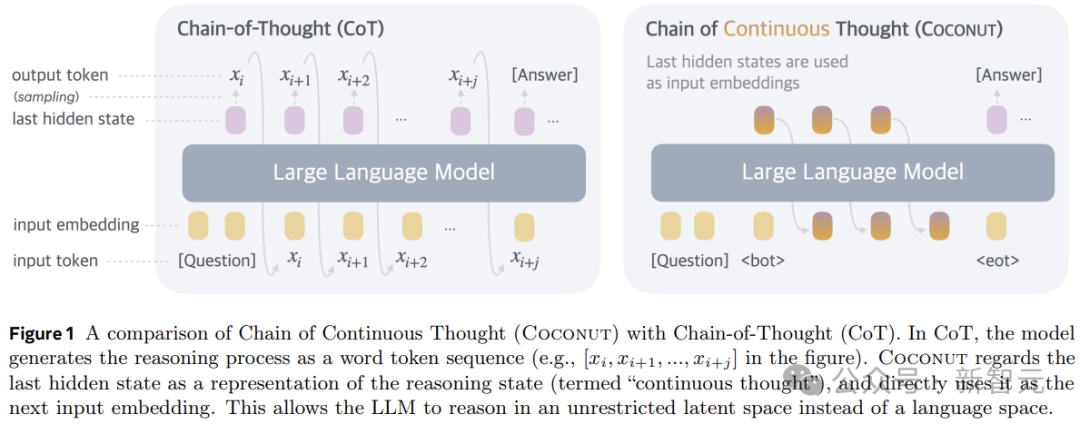 Chain-of-Thought (CoT)
output token
(sampling)
last hidden state
x_i x_{i+1} x_{i+2} x_{i+j} [Answer]
... ...
Large Language Model
input embedding
...
input token
[Question] x_i x_{i+1} x_{i+2} x_{i+j}
Chain of Continuous Thought (COCONUT)
Last hidden states are used
as input embeddings
[Answer]
...
Large Language Model
[Question] <bot> <eot>
Figure 1 A comparison of Chain of Continuous Thought (COCONUT) with Chain-of-Thought (CoT). In CoT, the model
generates the reasoning process as a word token sequence (e.g., [x_i, x_{i+1}, ..., x_{i+j}] in the figure). COCONUT regards the
last hidden state as a representation of the reasoning state (termed “continuous thought”), and directly uses it as the
next input embedding. This allows the LLM to reason in an unrestricted latent space instead of a language space.
公众号 · 新智元